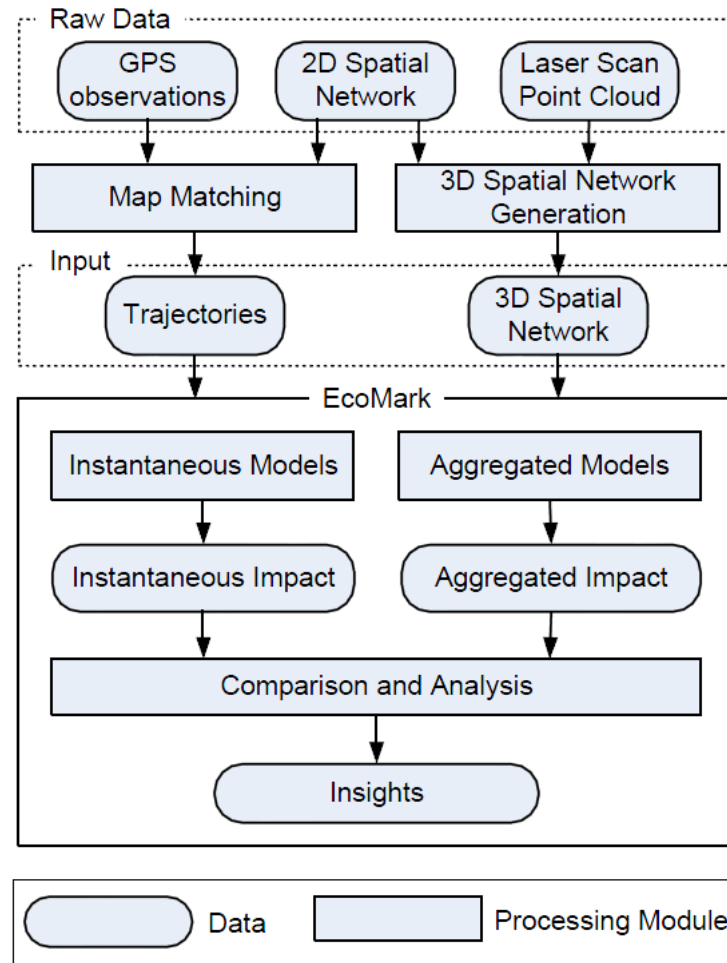 Raw Data
GPS
observations
2D Spatial
Network
Laser Scan
Point Cloud
Map Matching
3D Spatial Network
Generation
Input
Trajectories
3D Spatial
Network
EcoMark
Instantaneous Models
Aggregated Models
Instantaneous Impact
Aggregated Impact
Comparison and Analysis
Insights
Data
Processing Module